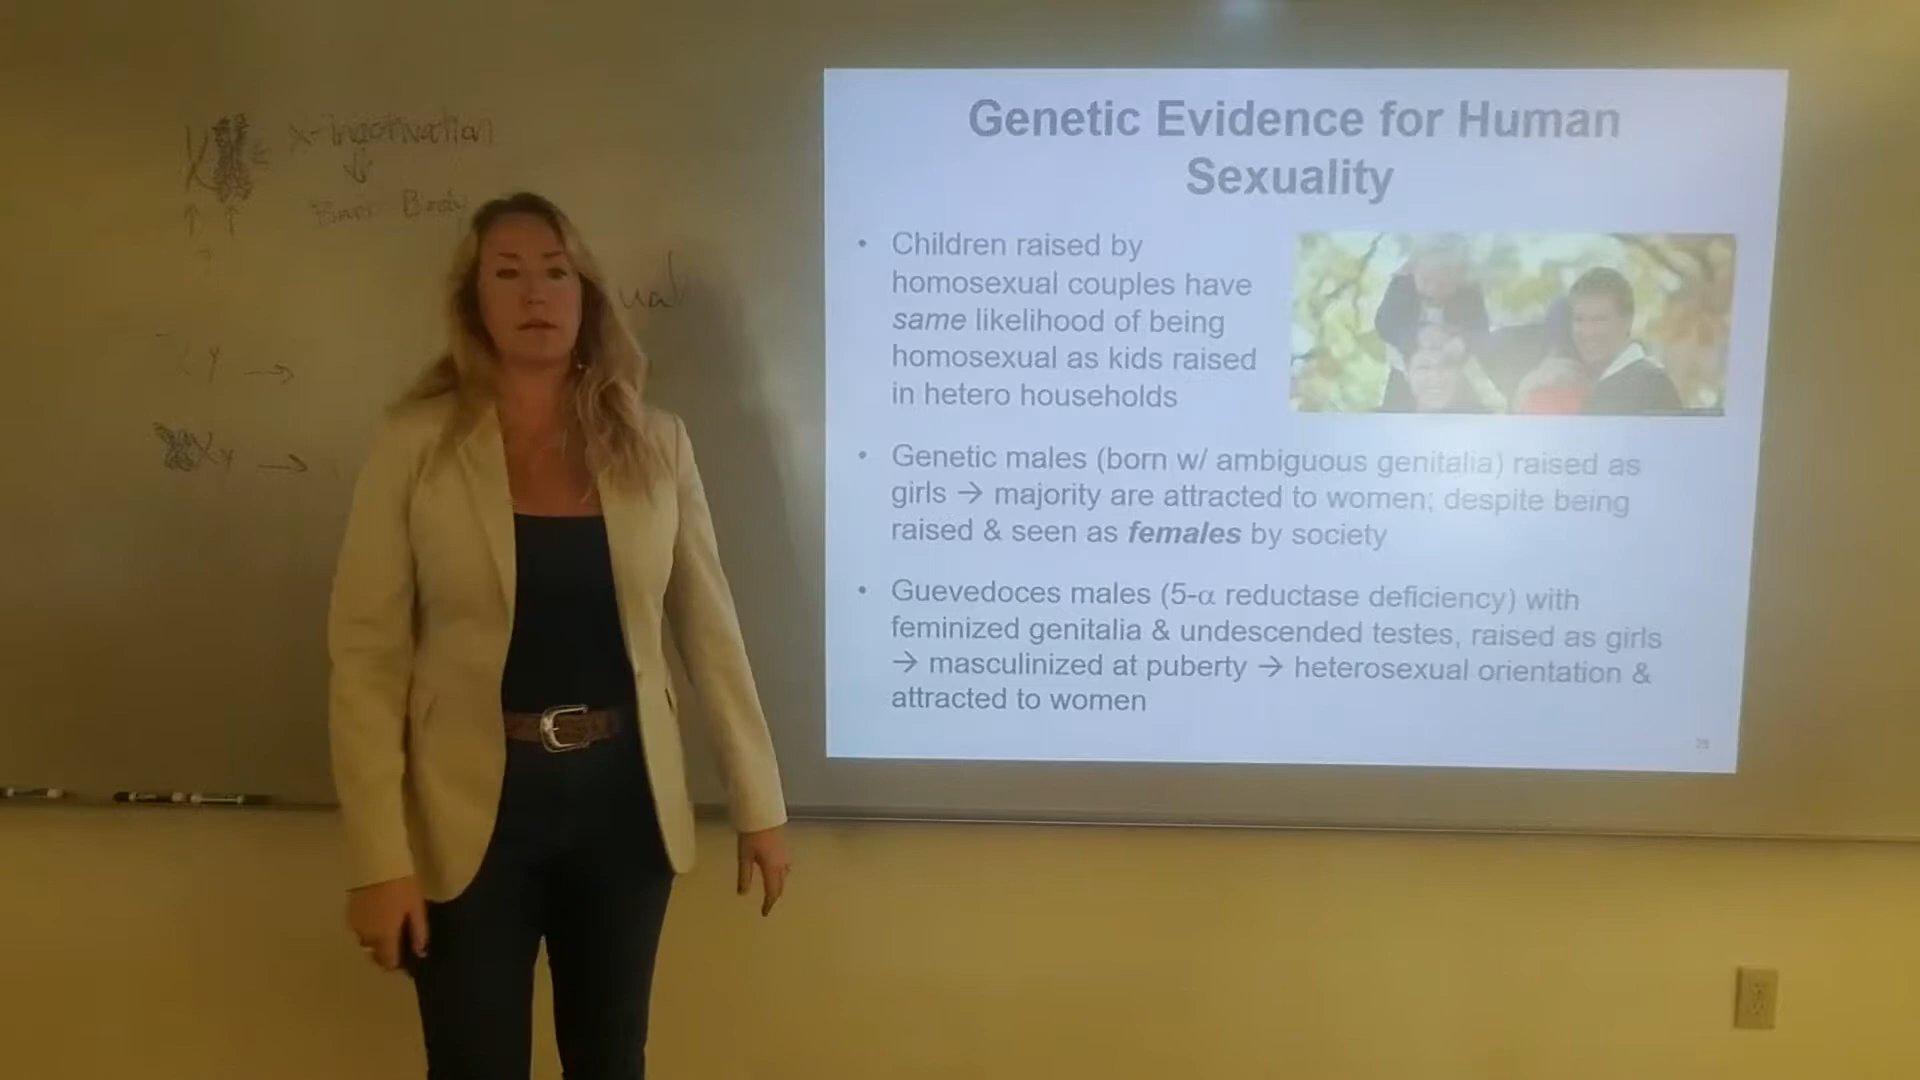 X-inactivation
Body
ual
X Y →
XY →
Genetic Evidence for Human
Sexuality
• Children raised by
homosexual couples have
same likelihood of being
homosexual as kids raised
in hetero households
• Genetic males (born w/ ambiguous genitalia) raised as
girls → majority are attracted to women; despite being
raised & seen as females by society
• Guevedoces males (5-α reductase deficiency) with
feminized genitalia & undescended testes, raised as girls
→ masculinized at puberty → heterosexual orientation &
attracted to women